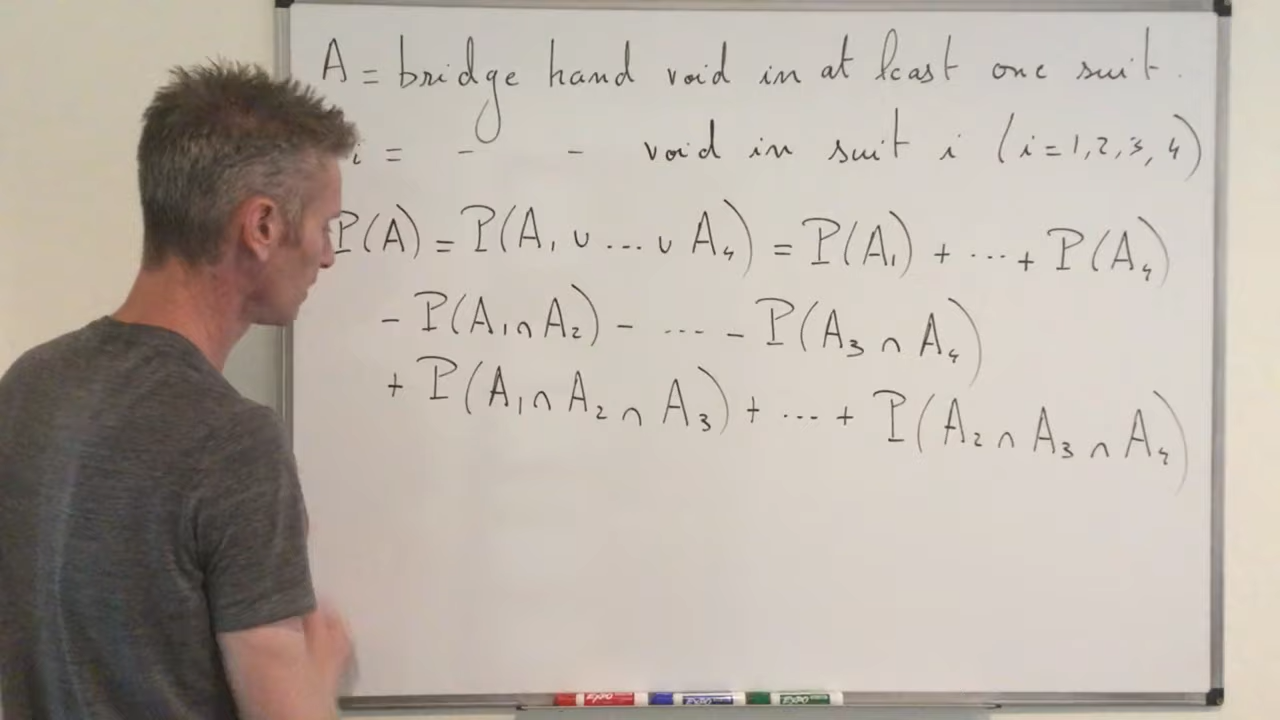 A = bridge hand void in at least one suit.
i = - - void in suit i (i=1,2,3,4)
P(A) = P(A₁ ∪ ... ∪ A₄) = P(A₁) + ... + P(A₄)
- P(A₁∩A₂) - .... - P(A₃ ∩ A₄)
+ P(A₁∩A₂∩A₃) + ... + P(A₂∩A₃∩A₄)
EXPO